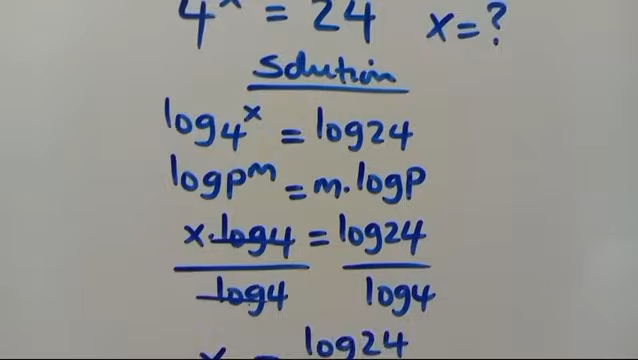 4^x = 24 x=?
Solution
log4^x = log24
logp^m = m.logp
x.log4 = log24
log4 log4
x = log24